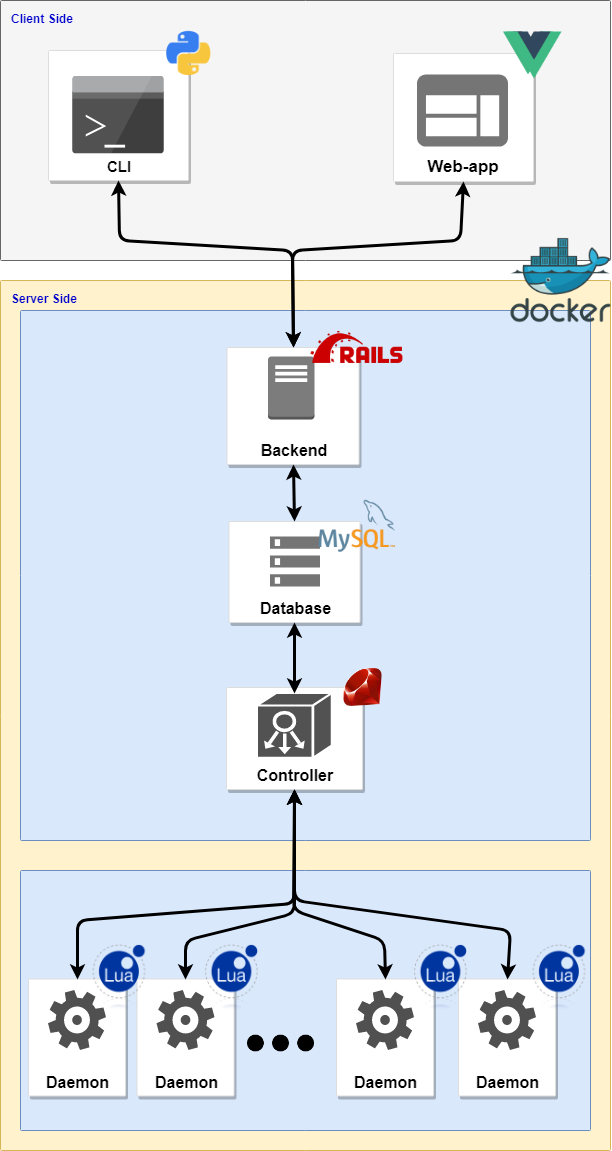 Client Side
CLI
Web-app
docker
Server Side
RAILS
Backend
MySQL
Database
Controller
Lua
Lua
Lua
Lua
Daemon
Daemon
Daemon
Daemon